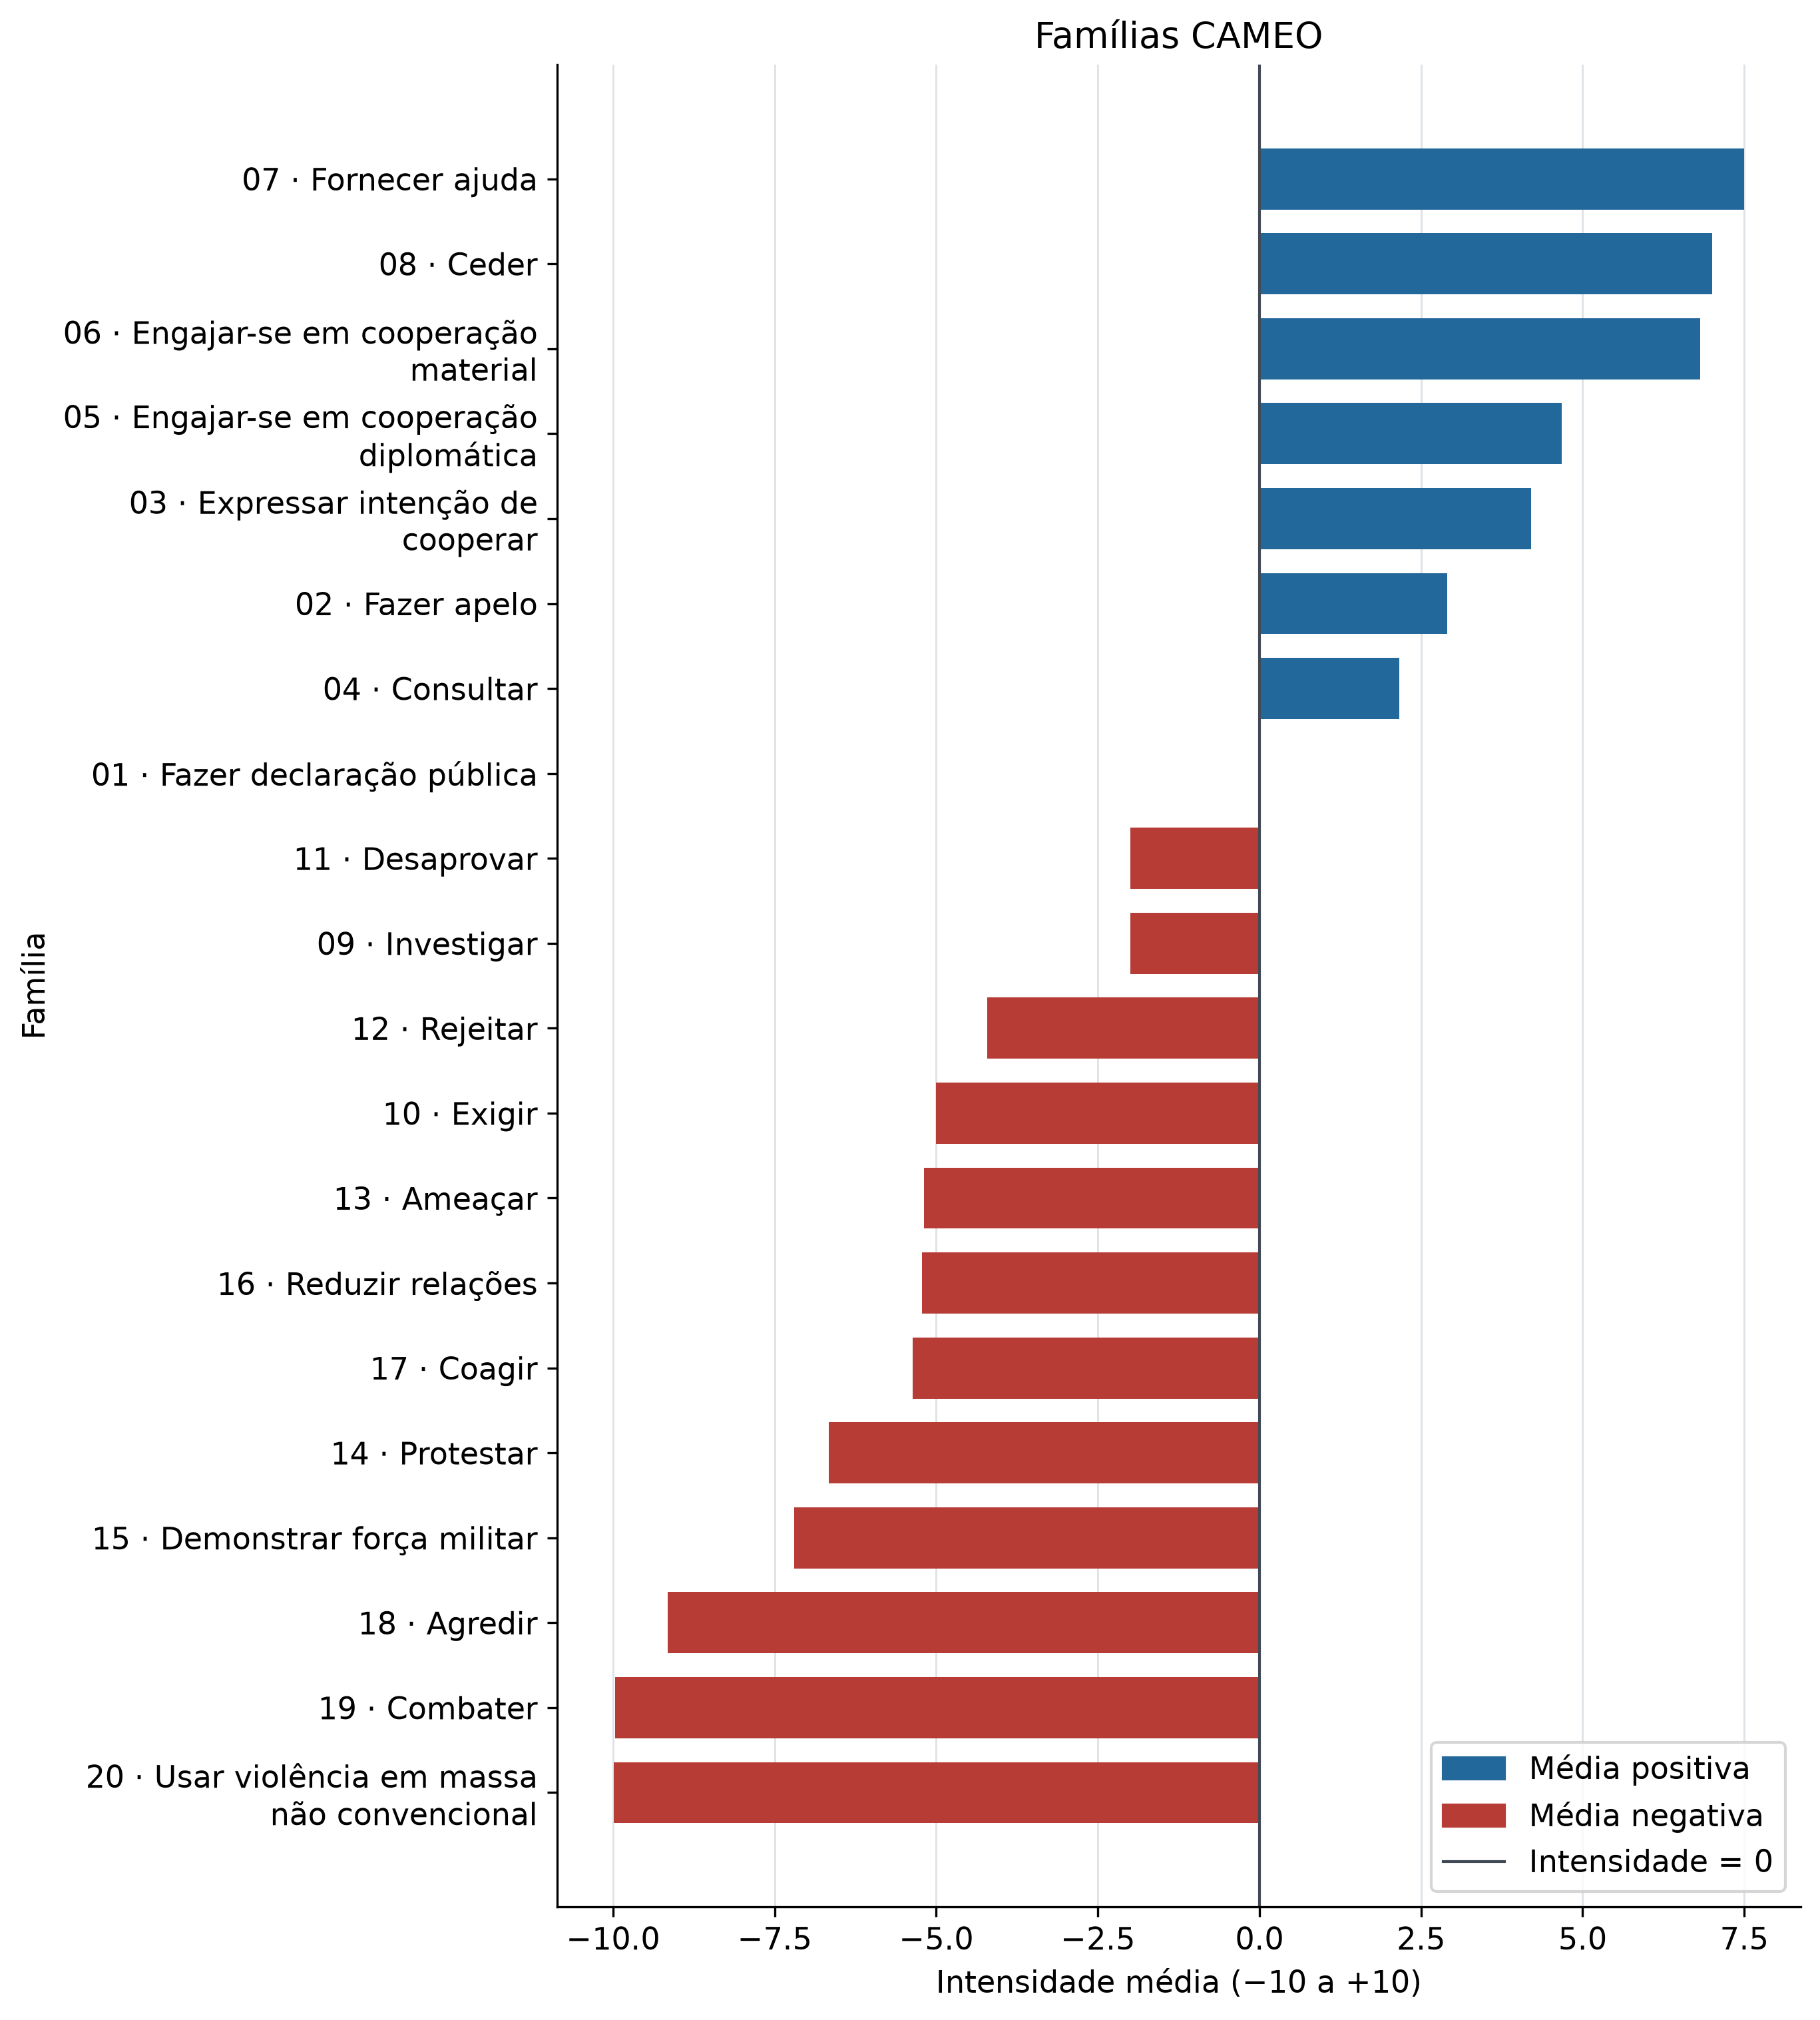 Famílias CAMEO
07 · Fornecer ajuda
08 · Ceder
06 · Engajar-se em cooperação
material
05 · Engajar-se em cooperação
diplomática
03 · Expressar intenção de
cooperar
02 · Fazer apelo
04 · Consultar
01 · Fazer declaração pública
11 · Desaprovar
09 · Investigar
12 · Rejeitar
10 · Exigir
13 · Ameaçar
16 · Reduzir relações
17 · Coagir
14 · Protestar
15 · Demonstrar força militar
18 · Agredir
19 · Combater
20 · Usar violência em massa
não convencional
Família
Média positiva
Média negativa
Intensidade = 0
−10.0 −7.5 −5.0 −2.5 0.0 2.5 5.0 7.5
Intensidade média (−10 a +10)